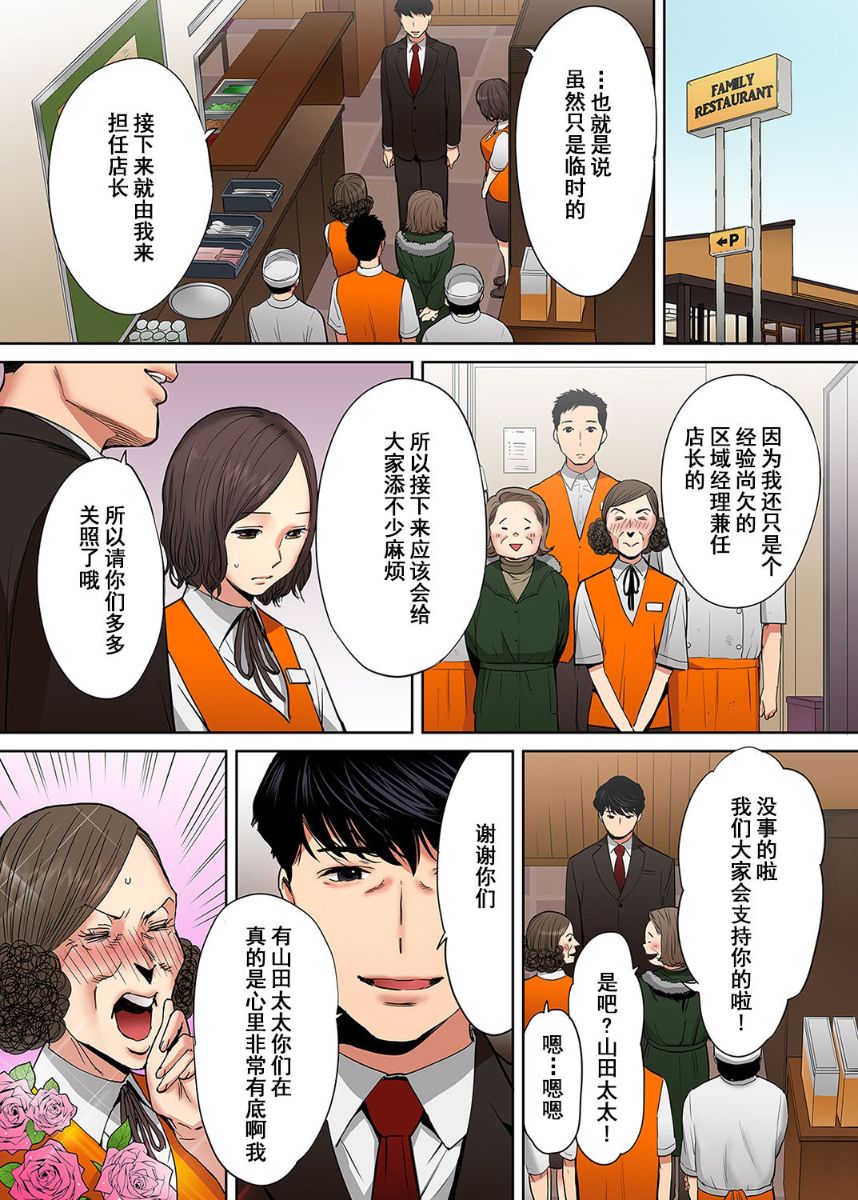 FAMILY
RESTAURANT
←P
…也就是说
虽然只是临时的
接下来就由我来
担任店长
因为我还只是个
经验尚欠的
区域经理兼任
店长的
所以接下来应该会给
大家添不少麻烦
所以请你们多多
关照了哦
没事的啦
我们大家会支持你的啦！
是吧？山田太太！
嗯…嗯嗯
谢谢你们
有山田太太你们在
真的是心里非常有底啊我